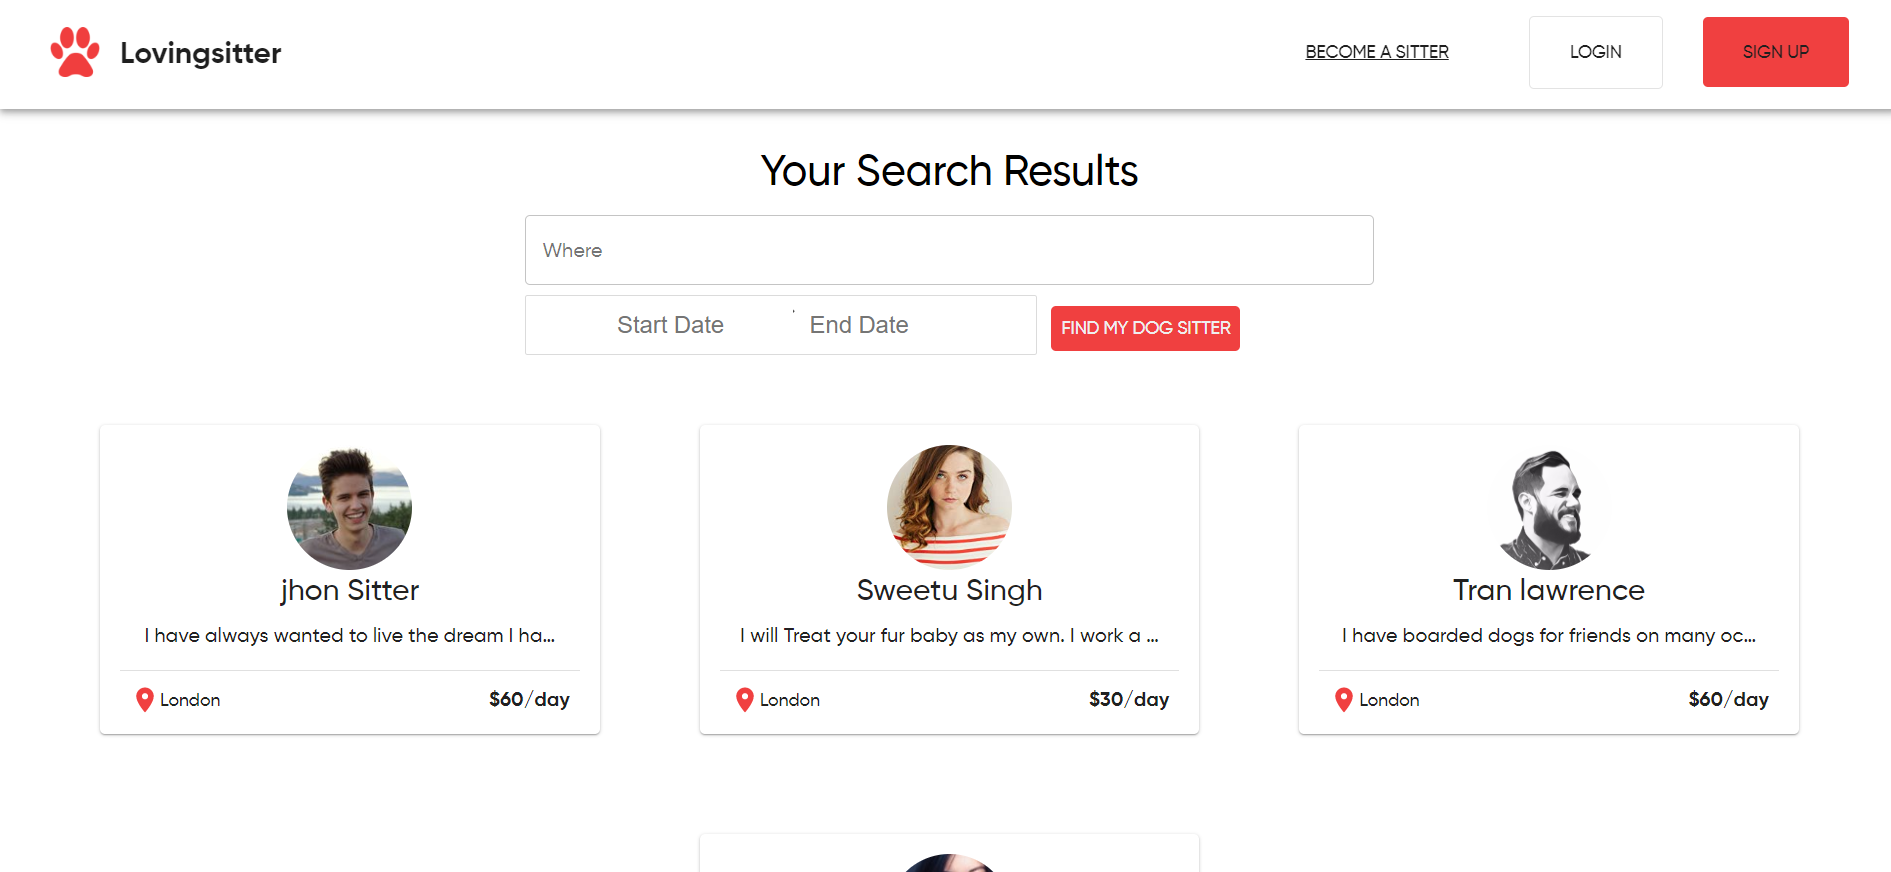 Lovingsitter
BECOME A SITTER
LOGIN
SIGN UP
Your Search Results
Where
Start Date
End Date
FIND MY DOG SITTER
jhon Sitter
I have always wanted to live the dream I ha...
London
$60/day
Sweetu Singh
I will Treat your fur baby as my own. I work a ...
London
$30/day
Tran lawrence
I have boarded dogs for friends on many oc...
London
$60/day